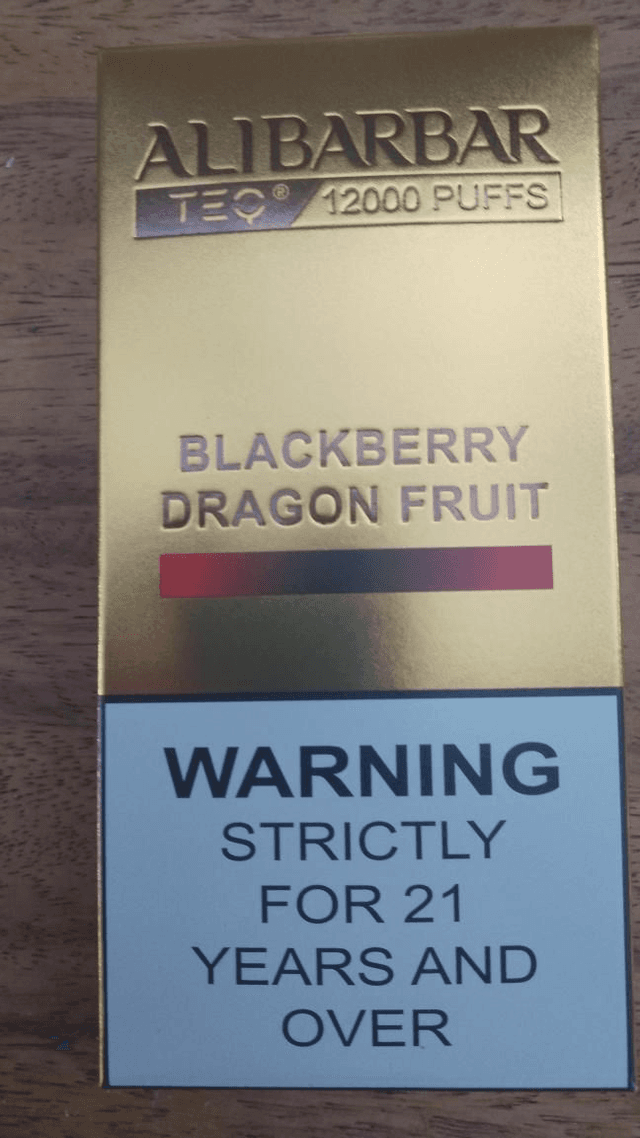 ALIBARBAR
TEQ® 12000 PUFFS
BLACKBERRY
DRAGON FRUIT
WARNING
STRICTLY
FOR 21
YEARS AND
OVER